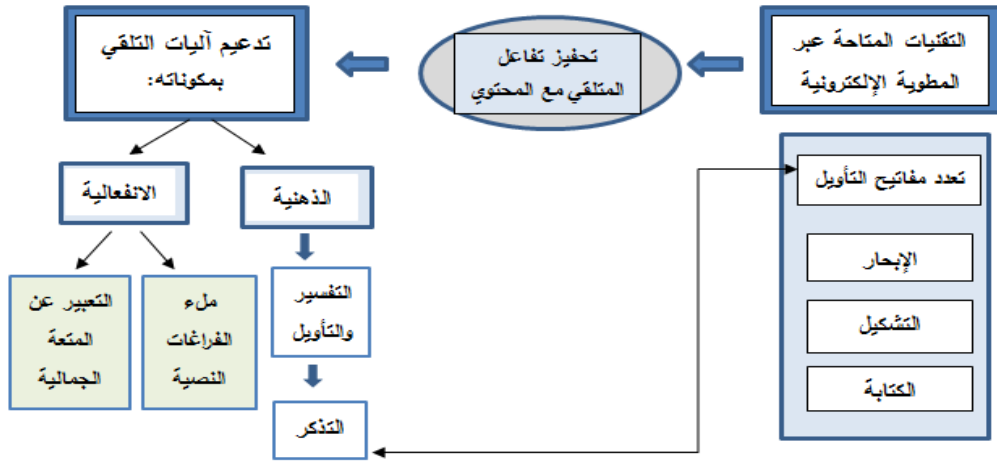 التقنيات المتاحة عبر
المطوية الإلكترونية
تحفيز تفاعل
المتلقي مع المحتوي
تدعيم آليات التلقي
بمكوناته:
الذهنية
الانفعالية
التفسير
والتأويل
التذكر
ملء
الفراغات
النصية
التعبير عن
المتعة
الجمالية
تعدد مفاتيح التأويل
الإبحار
التشكيل
الكتابة